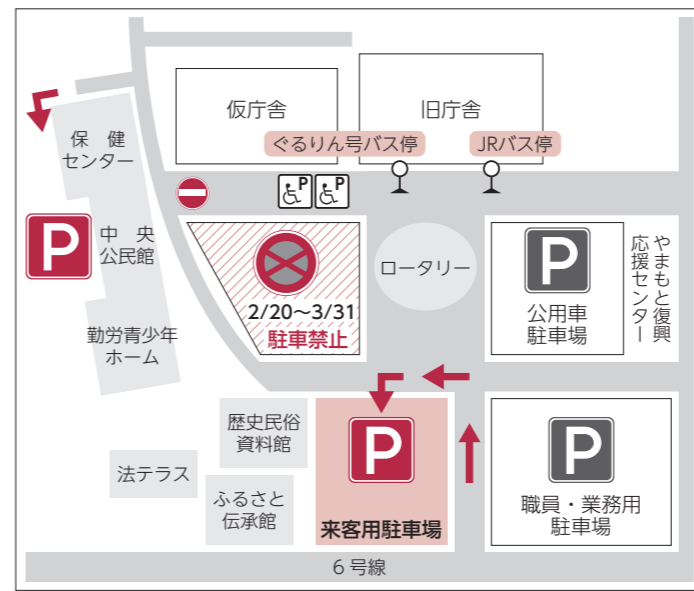 仮庁舎
旧庁舎
ぐるりん号バス停
JRバス停
保 健
センター
P
P
P
中 央
公民館
勤労青少年
ホーム
2/20～3/31
駐車禁止
ロータリー
P
公用車
駐車場
やまもと復興
応援センター
歴史民俗
資料館
法テラス
ふるさと
伝承館
P
来客用駐車場
P
職員・業務用
駐車場
6号線